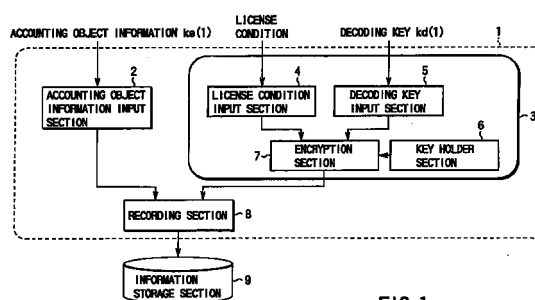 ACCOUNTING OBJECT INFORMATION ke(1)
LICENSE
CONDITION
DECODING KEY kd(1)
1
2
ACCOUNTING OBJECT
INFORMATION INPUT
SECTION
4
LICENSE CONDITION
INPUT SECTION
5
DECODING KEY
INPUT SECTION
3
6
7
ENCRYPTION
SECTION
KEY HOLDER
SECTION
RECORDING SECTION
8
INFORMATION
STORAGE SECTION
9